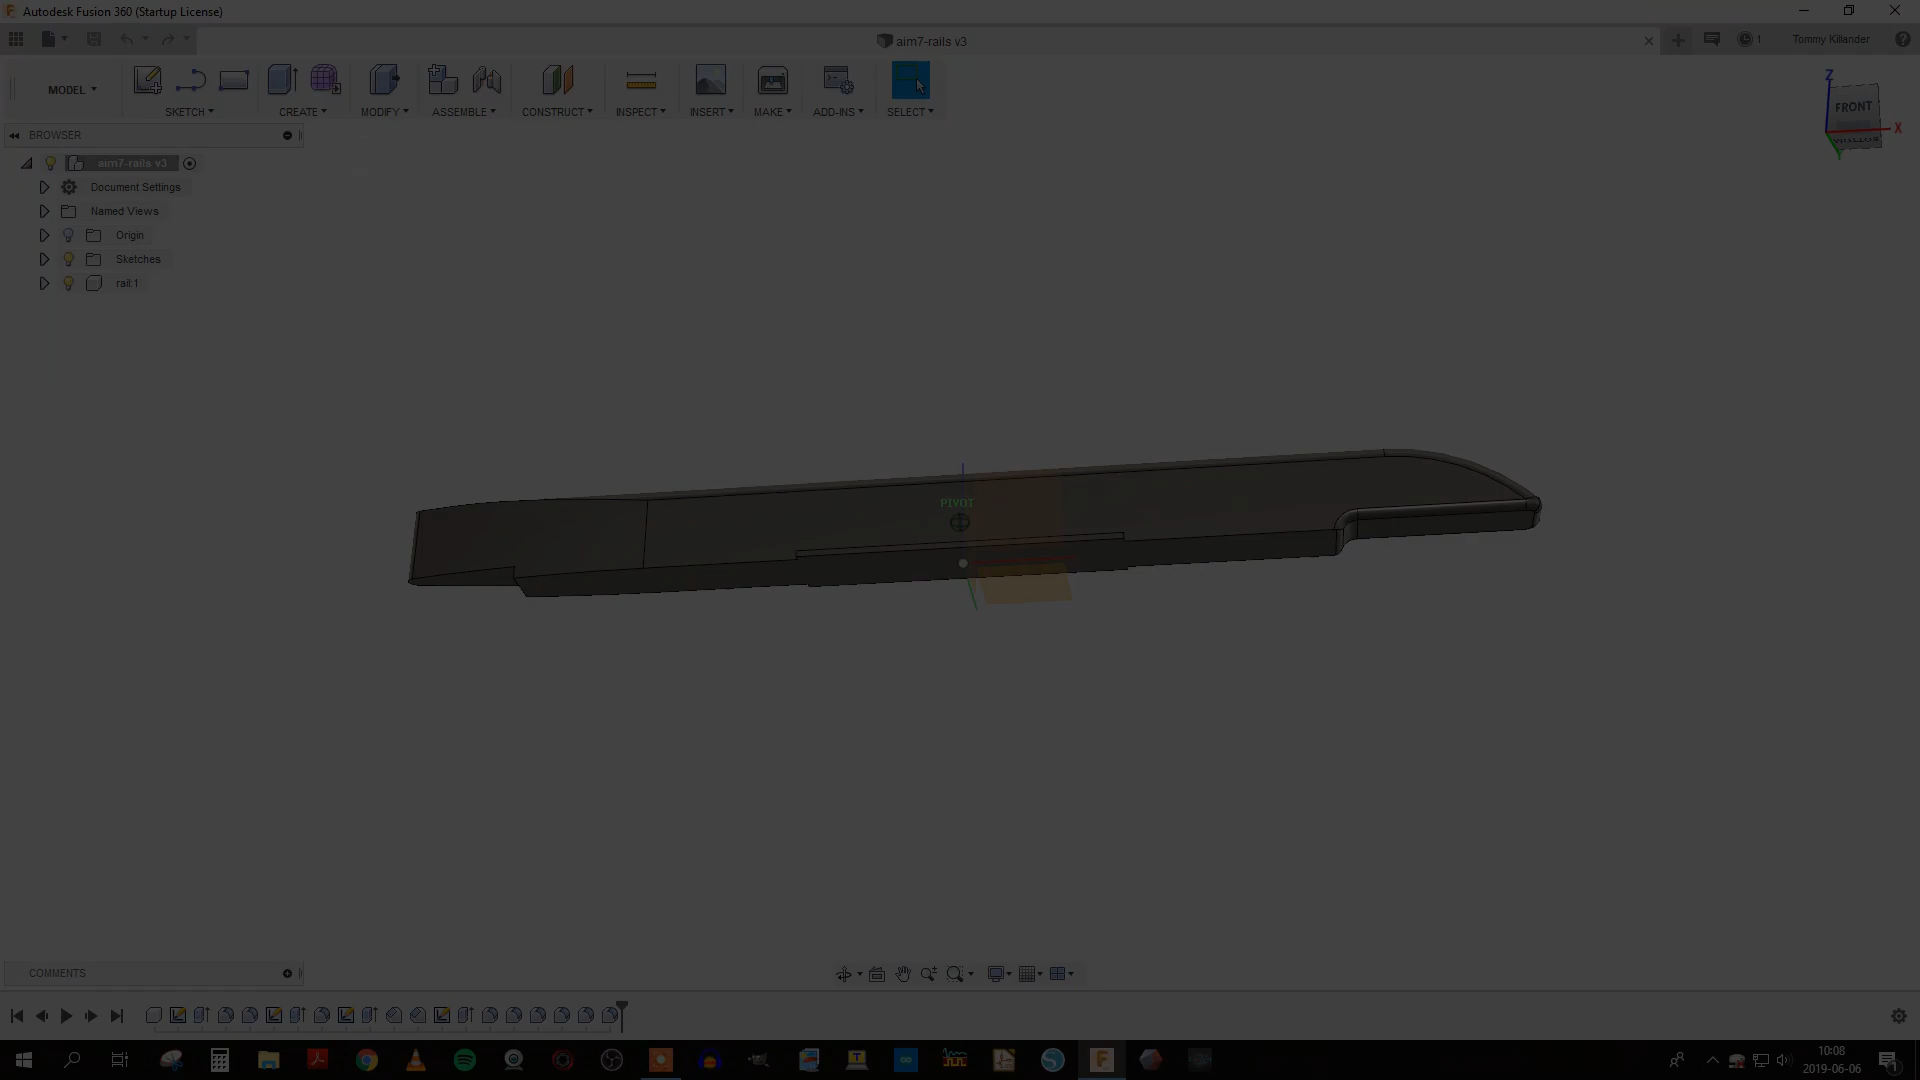 Autodesk Fusion 360 (Startup License)
aim7-rails v3
1
Tommy Killander
MODEL
SKETCH
CREATE
MODIFY
ASSEMBLE
CONSTRUCT
INSPECT
INSERT
MAKE
ADD-INS
SELECT
Z
FRONT
X
Y
BROWSER
aim7-rails v3
Document Settings
Named Views
Origin
Sketches
rail:1
PIVOT
COMMENTS
10:08
2019-06-06
1